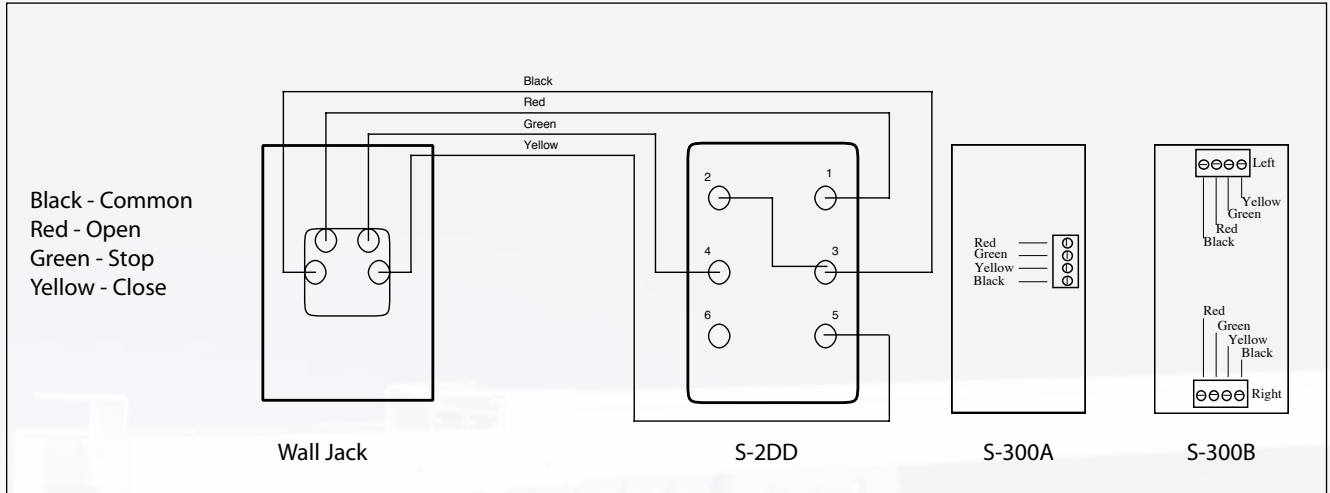 Black
Red
Green
Yellow
Black - Common
Red - Open
Green - Stop
Yellow - Close
2
1
4
3
6
5
Red
Green
Yellow
Black
Left
Yellow
Green
Red
Black
Red
Green
Yellow
Black
Right
Wall Jack
S-2DD
S-300A
S-300B